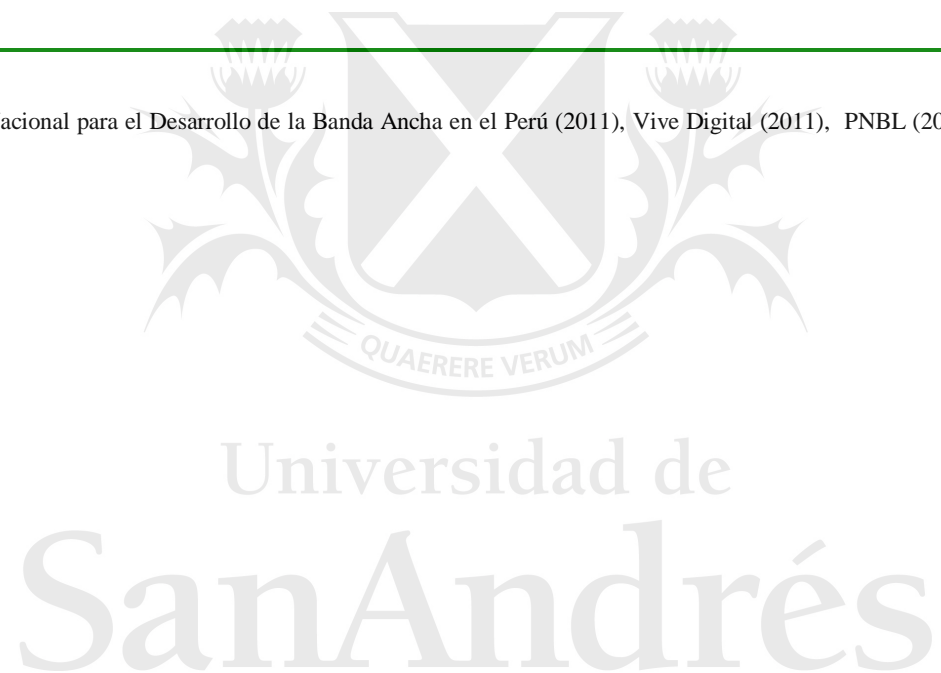 acional para el Desarrollo de la Banda Ancha en el Perú (2011), Vive Digital (2011), PNBL (20
QUAERERE VERUM
Universidad de
SanAndrés